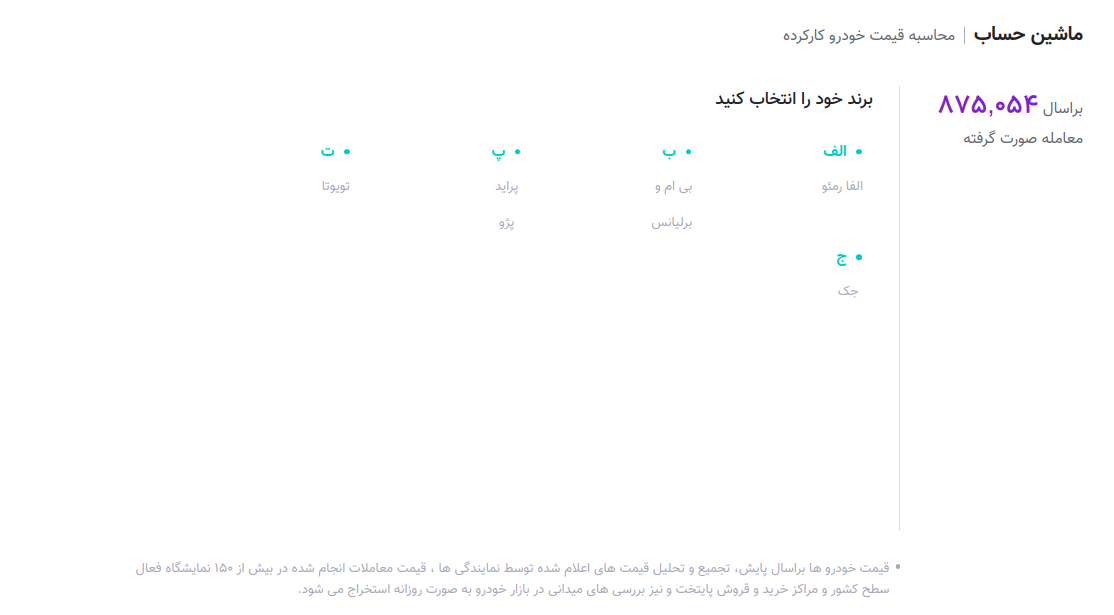 ماشین حساب | محاسبه قیمت خودرو کارکرده
براسال ۸۷۵,۰۵۴
معامله صورت گرفته
برند خود را انتخاب کنید
الف
الفا رمئو
ب
بی ام و
برلیانس
پ
پراید
پژو
ت
تویوتا
ج
جک
قیمت خودرو ها براسال پایش، تجمیع و تحلیل قیمت های اعلام شده توسط نمایندگی ها ، قیمت معاملات انجام شده در بیش از ۱۵۰ نمایشگاه فعال
سطح کشور و مراکز خرید و فروش پایتخت و نیز بررسی های میدانی در بازار خودرو به صورت روزانه استخراج می شود.